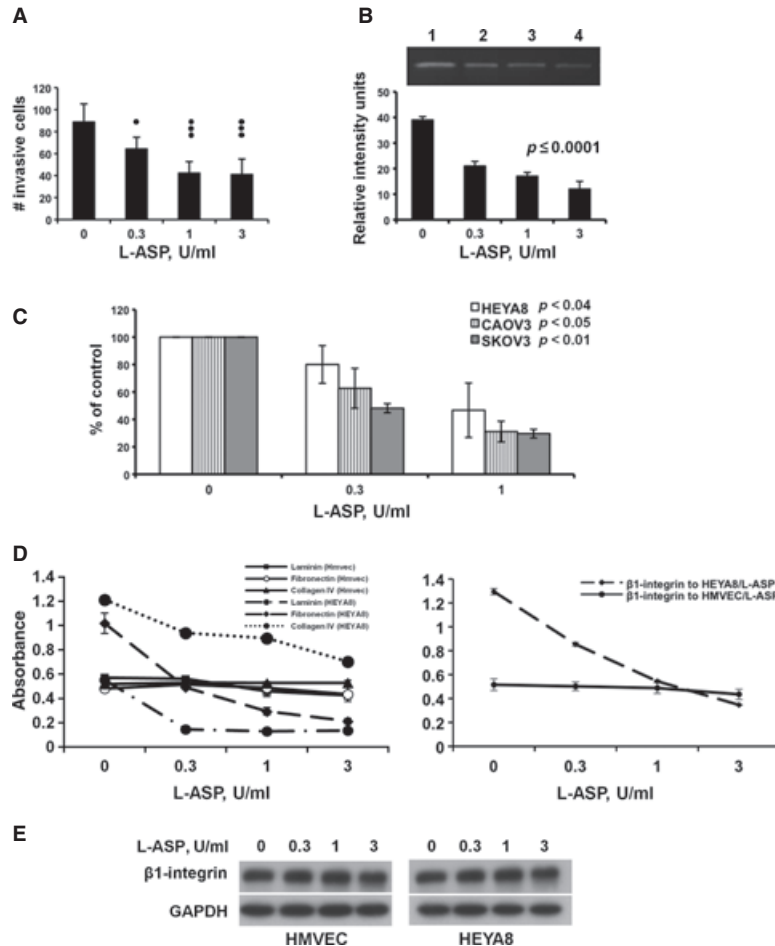 A
120
100
80
60
40
20
0
# invasive cells
0 0.3 1 3
L-ASP, U/ml
B
1 2 3 4
50
40
30
20
10
0
Relative intensity units
p ≤ 0.0001
0 0.3 1 3
L-ASP, U/ml
C
120
100
80
60
40
20
0
% of control
HEYA8 p < 0.04
CAOV3 p < 0.05
SKOV3 p < 0.01
0 0.3 1
L-ASP, U/ml
D
1.4
1.2
1
0.8
0.6
0.4
0.2
0
Absorbance
Laminin (Hmvec)
Fibronectin (Hmvec)
Collagen IV (Hmvec)
Laminin (HEYA8)
Fibronectin (HEYA8)
Collagen IV (HEYA8)
0 0.3 1 3
L-ASP, U/ml
1.4
1.2
1
0.8
0.6
0.4
0.2
0
β1-integrin to HEYA8/L-ASP
β1-integrin to HMVEC/L-ASP
0 0.3 1 3
L-ASP, U/ml
E
L-ASP, U/ml 0 0.3 1 3 0 0.3 1 3
β1-integrin
GAPDH
HMVEC HEYA8